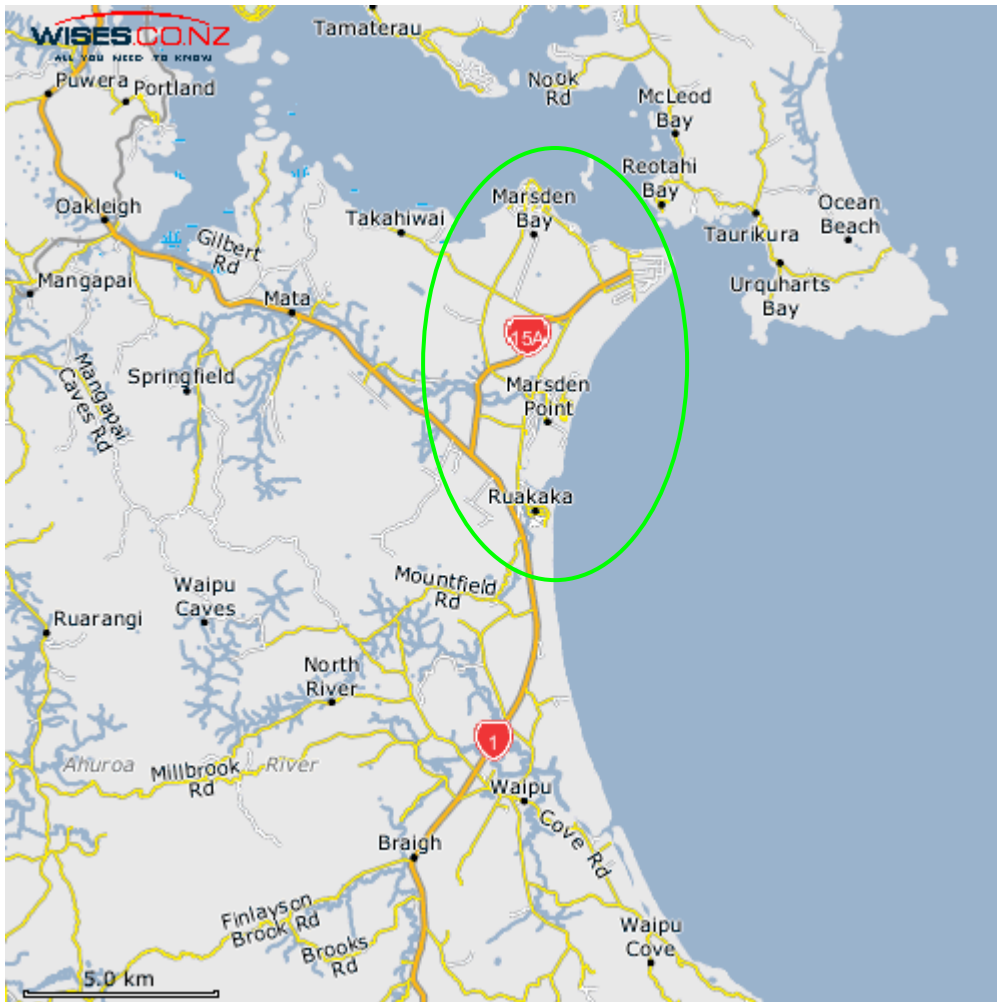 WISES.CO.NZ
ALL YOU NEED TO KNOW
Tamaterau
Puwera
Portland
Nook
Rd
McLeod
Bay
Reotahi
Bay
Marsden
Bay
Ocean
Beach
Oakleigh
Takahiwai
Taurikura
Gilbert
Rd
Mangapai
Urquharts
Bay
Mata
15A
Mangapai
Caves Rd
Springfield
Marsden
Point
Ruakaka
Mountfield
Rd
Waipu
Caves
Ruarangi
North
River
1
Ahuroa
River
Millbrook
Rd
Waipu
Cove Rd
Braigh
Finlayson
Brook Rd
Brooks
Rd
Waipu
Cove
5.0 km